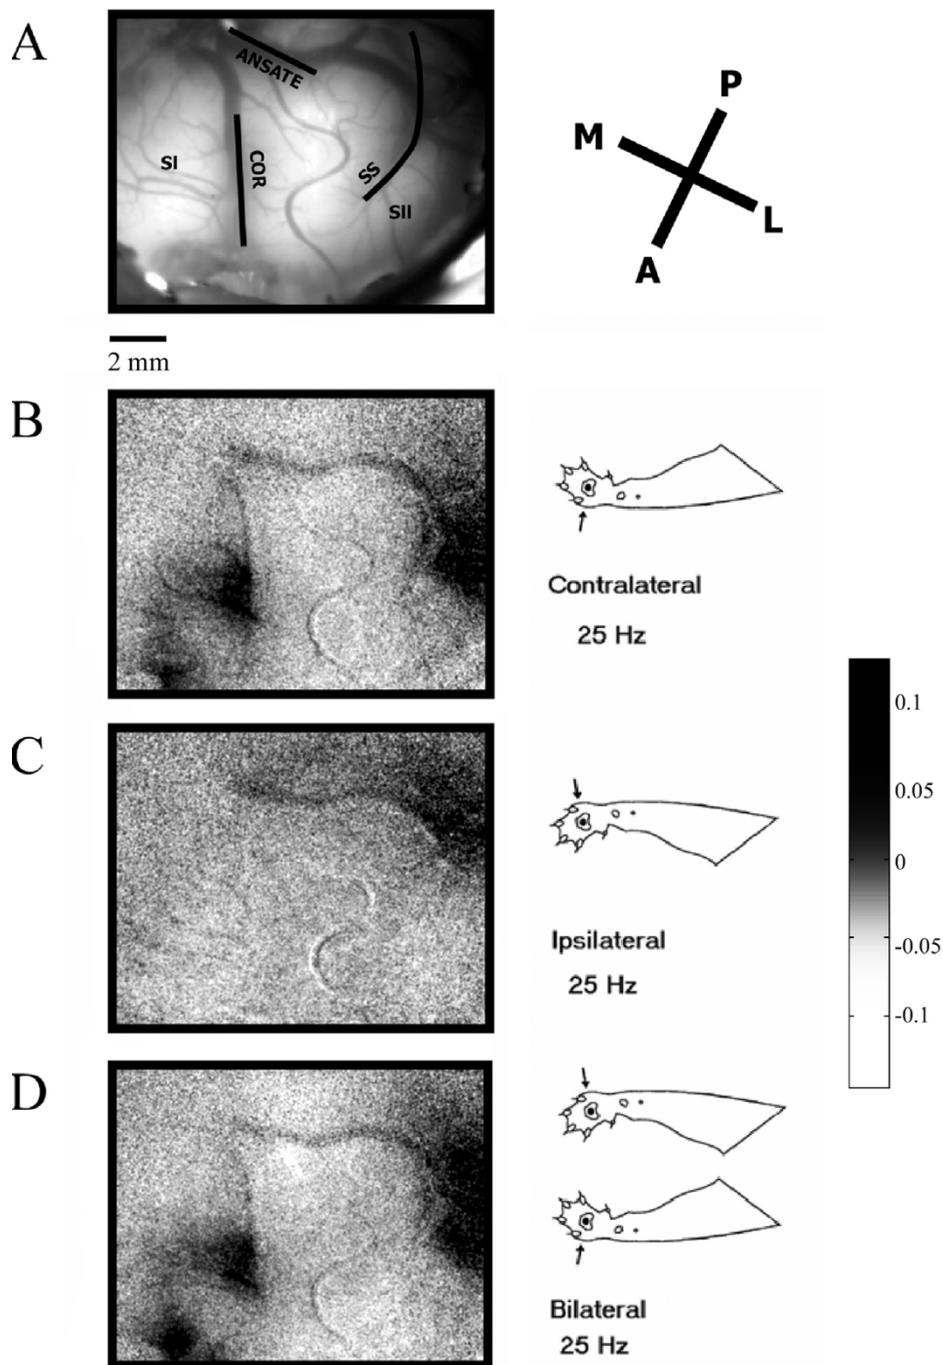 A
ANSATE
SI
COR
SS
SII
P
M
L
A
2 mm
B
Contralateral
25 Hz
C
Ipsilateral
25 Hz
0.1
0.05
0
-0.05
-0.1
D
Bilateral
25 Hz